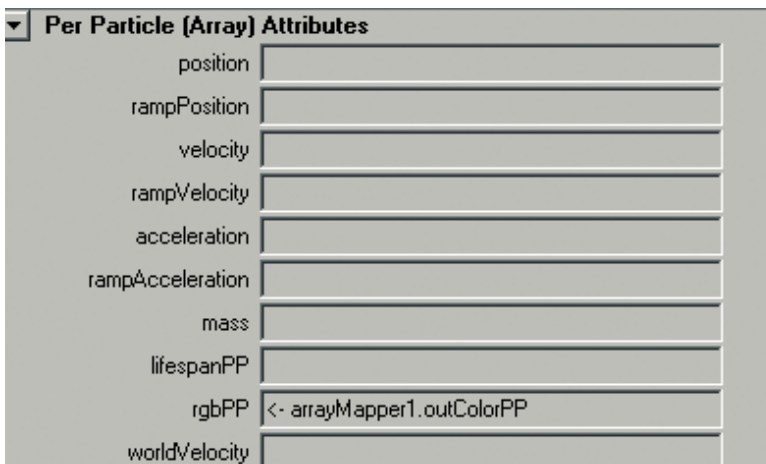 Per Particle (Array) Attributes
position
rampPosition
velocity
rampVelocity
acceleration
rampAcceleration
mass
lifespanPP
rgbPP <- arrayMapper1.outColorPP
worldVelocity